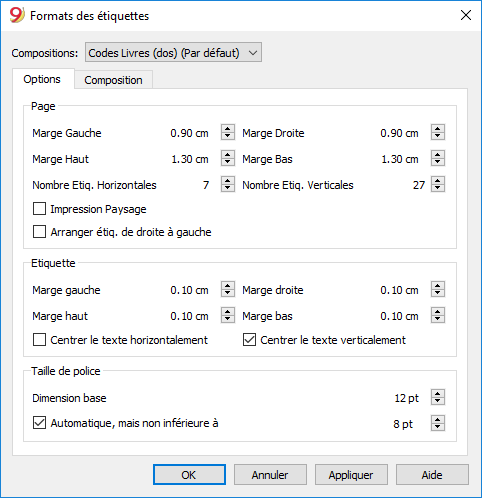 9 Formats des étiquettes
Compositions: Codes Livres (dos) (Par défaut)
Options Composition
Page
Marge Gauche 0.90 cm Marge Droite 0.90 cm
Marge Haut 1.30 cm Marge Bas 1.30 cm
Nombre Etiq. Horizontales 7 Nombre Etiq. Verticales 27
Impression Paysage
Arranger étiq. de droite à gauche
Etiquette
Marge gauche 0.10 cm Marge droite 0.10 cm
Marge haut 0.10 cm Marge bas 0.10 cm
Centrer le texte horizontalement Centrer le texte verticalement
Taille de police
Dimension base 12 pt
Automatique, mais non inférieure à 8 pt
OK Annuler Appliquer Aide